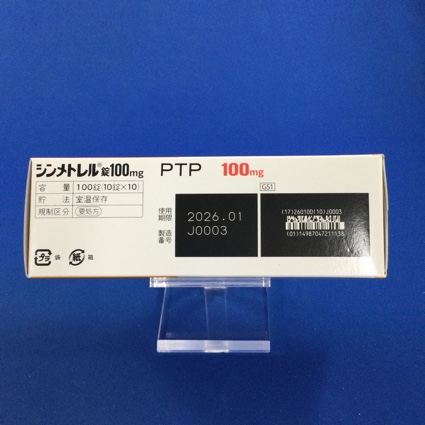 シンメトレル®錠100mg PTP 100mg
容量 100錠(10錠×10)
貯法 室温保存
規制区分 要処方
GS1
使用期限 2026.01
製造番号 J0003
(17)260100(10)J0003
(01)14987047211138
プラ 袋 紙 箱